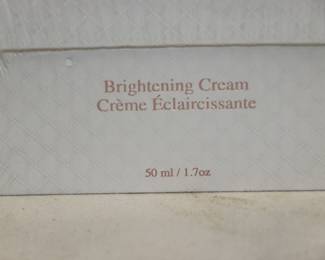 Brightening Cream
Crème Éclaircissante
50 ml / 1.7oz